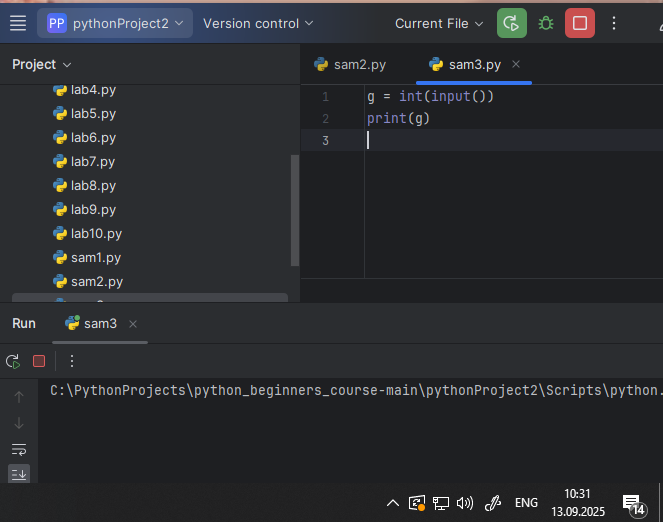 PP pythonProject2 Version control Current File
Project
sam2.py
sam3.py
lab4.py
lab5.py
lab6.py
lab7.py
lab8.py
lab9.py
lab10.py
sam1.py
sam2.py
1 g = int(input())
2 print(g)
3
Run sam3
C:\PythonProjects\python_beginners_course-main\pythonProject2\Scripts\python.
ENG
10:31
13.09.2025
14